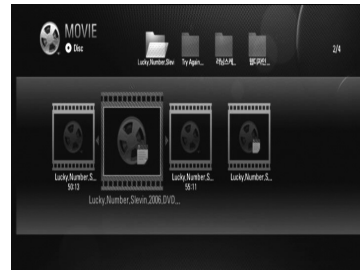 MOVIE
Disc
Lucky,Number,Slevi
Try Again...
2/4
Lucky,Number,S...
50:13
Lucky,Number,S...
55:11
Lucky,Number,S...
Lucky,Number,Slevin,2006,DVD,...